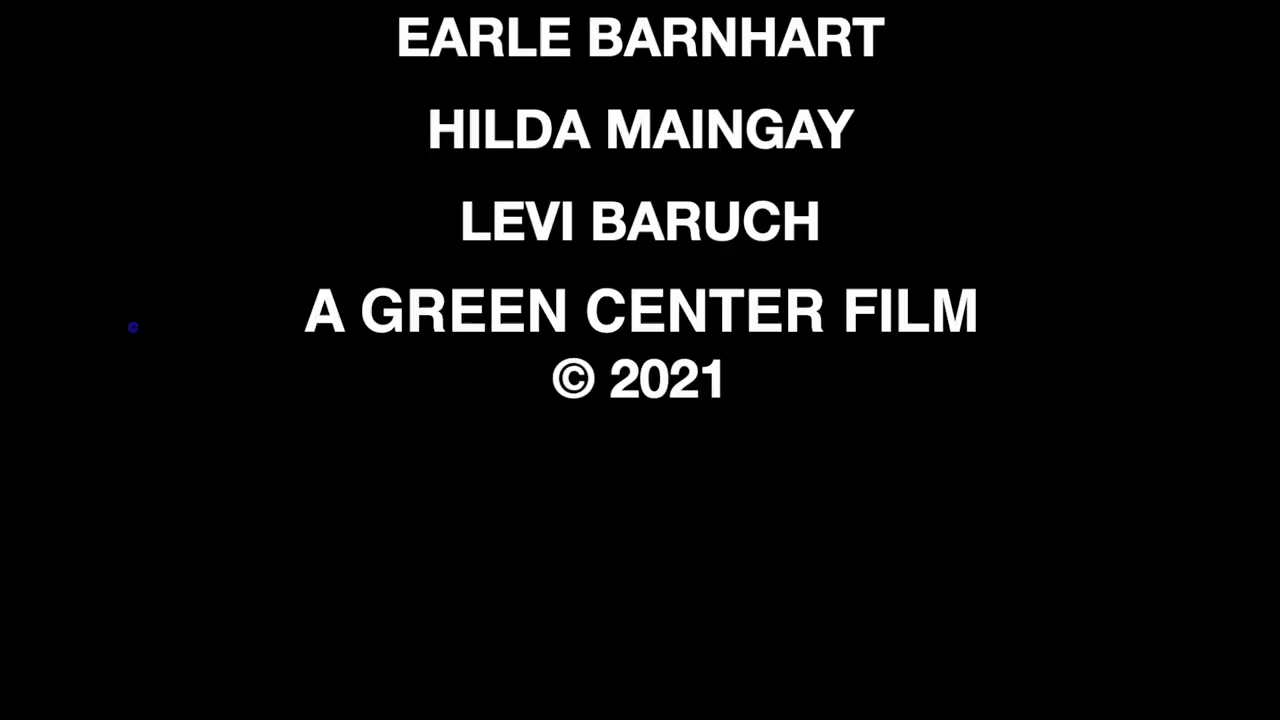 EARLE BARNHART
HILDA MAINGAY
LEVI BARUCH
A GREEN CENTER FILM
©
© 2021